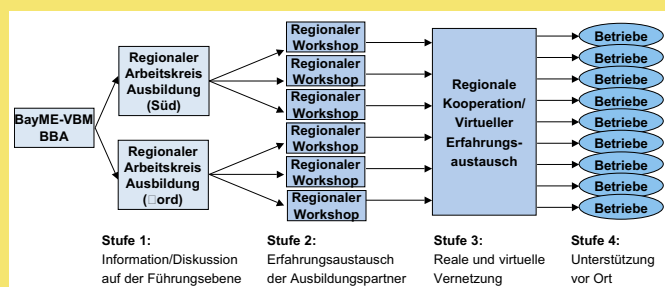 BayME-VBM
BBA
Regionaler
Arbeitskreis
Ausbildung
(Süd)
Regionaler
Arbeitskreis
Ausbildung
(□ord)
Regionaler
Workshop
Regionaler
Workshop
Regionaler
Workshop
Regionaler
Workshop
Regionaler
Workshop
Regionaler
Workshop
Regionale
Kooperation/
Virtueller
Erfahrungs-
austausch
Betriebe
Betriebe
Betriebe
Betriebe
Betriebe
Betriebe
Betriebe
Betriebe
Betriebe
Stufe 1:
Information/Diskussion
auf der Führungsebene
Stufe 2:
Erfahrungsaustausch
der Ausbildungspartner
Stufe 3:
Reale und virtuelle
Vernetzung
Stufe 4:
Unterstützung
vor Ort